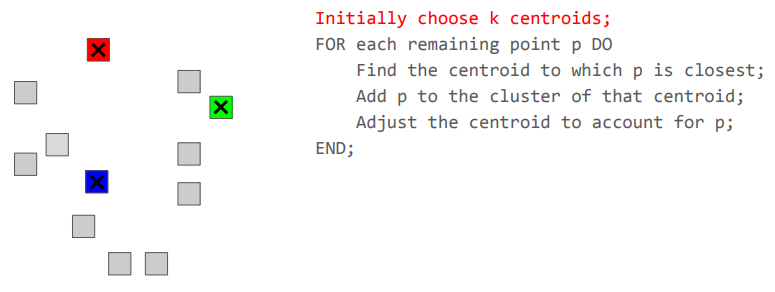 Initially choose k centroids;
FOR each remaining point p DO
Find the centroid to which p is closest;
Add p to the cluster of that centroid;
Adjust the centroid to account for p;
END;